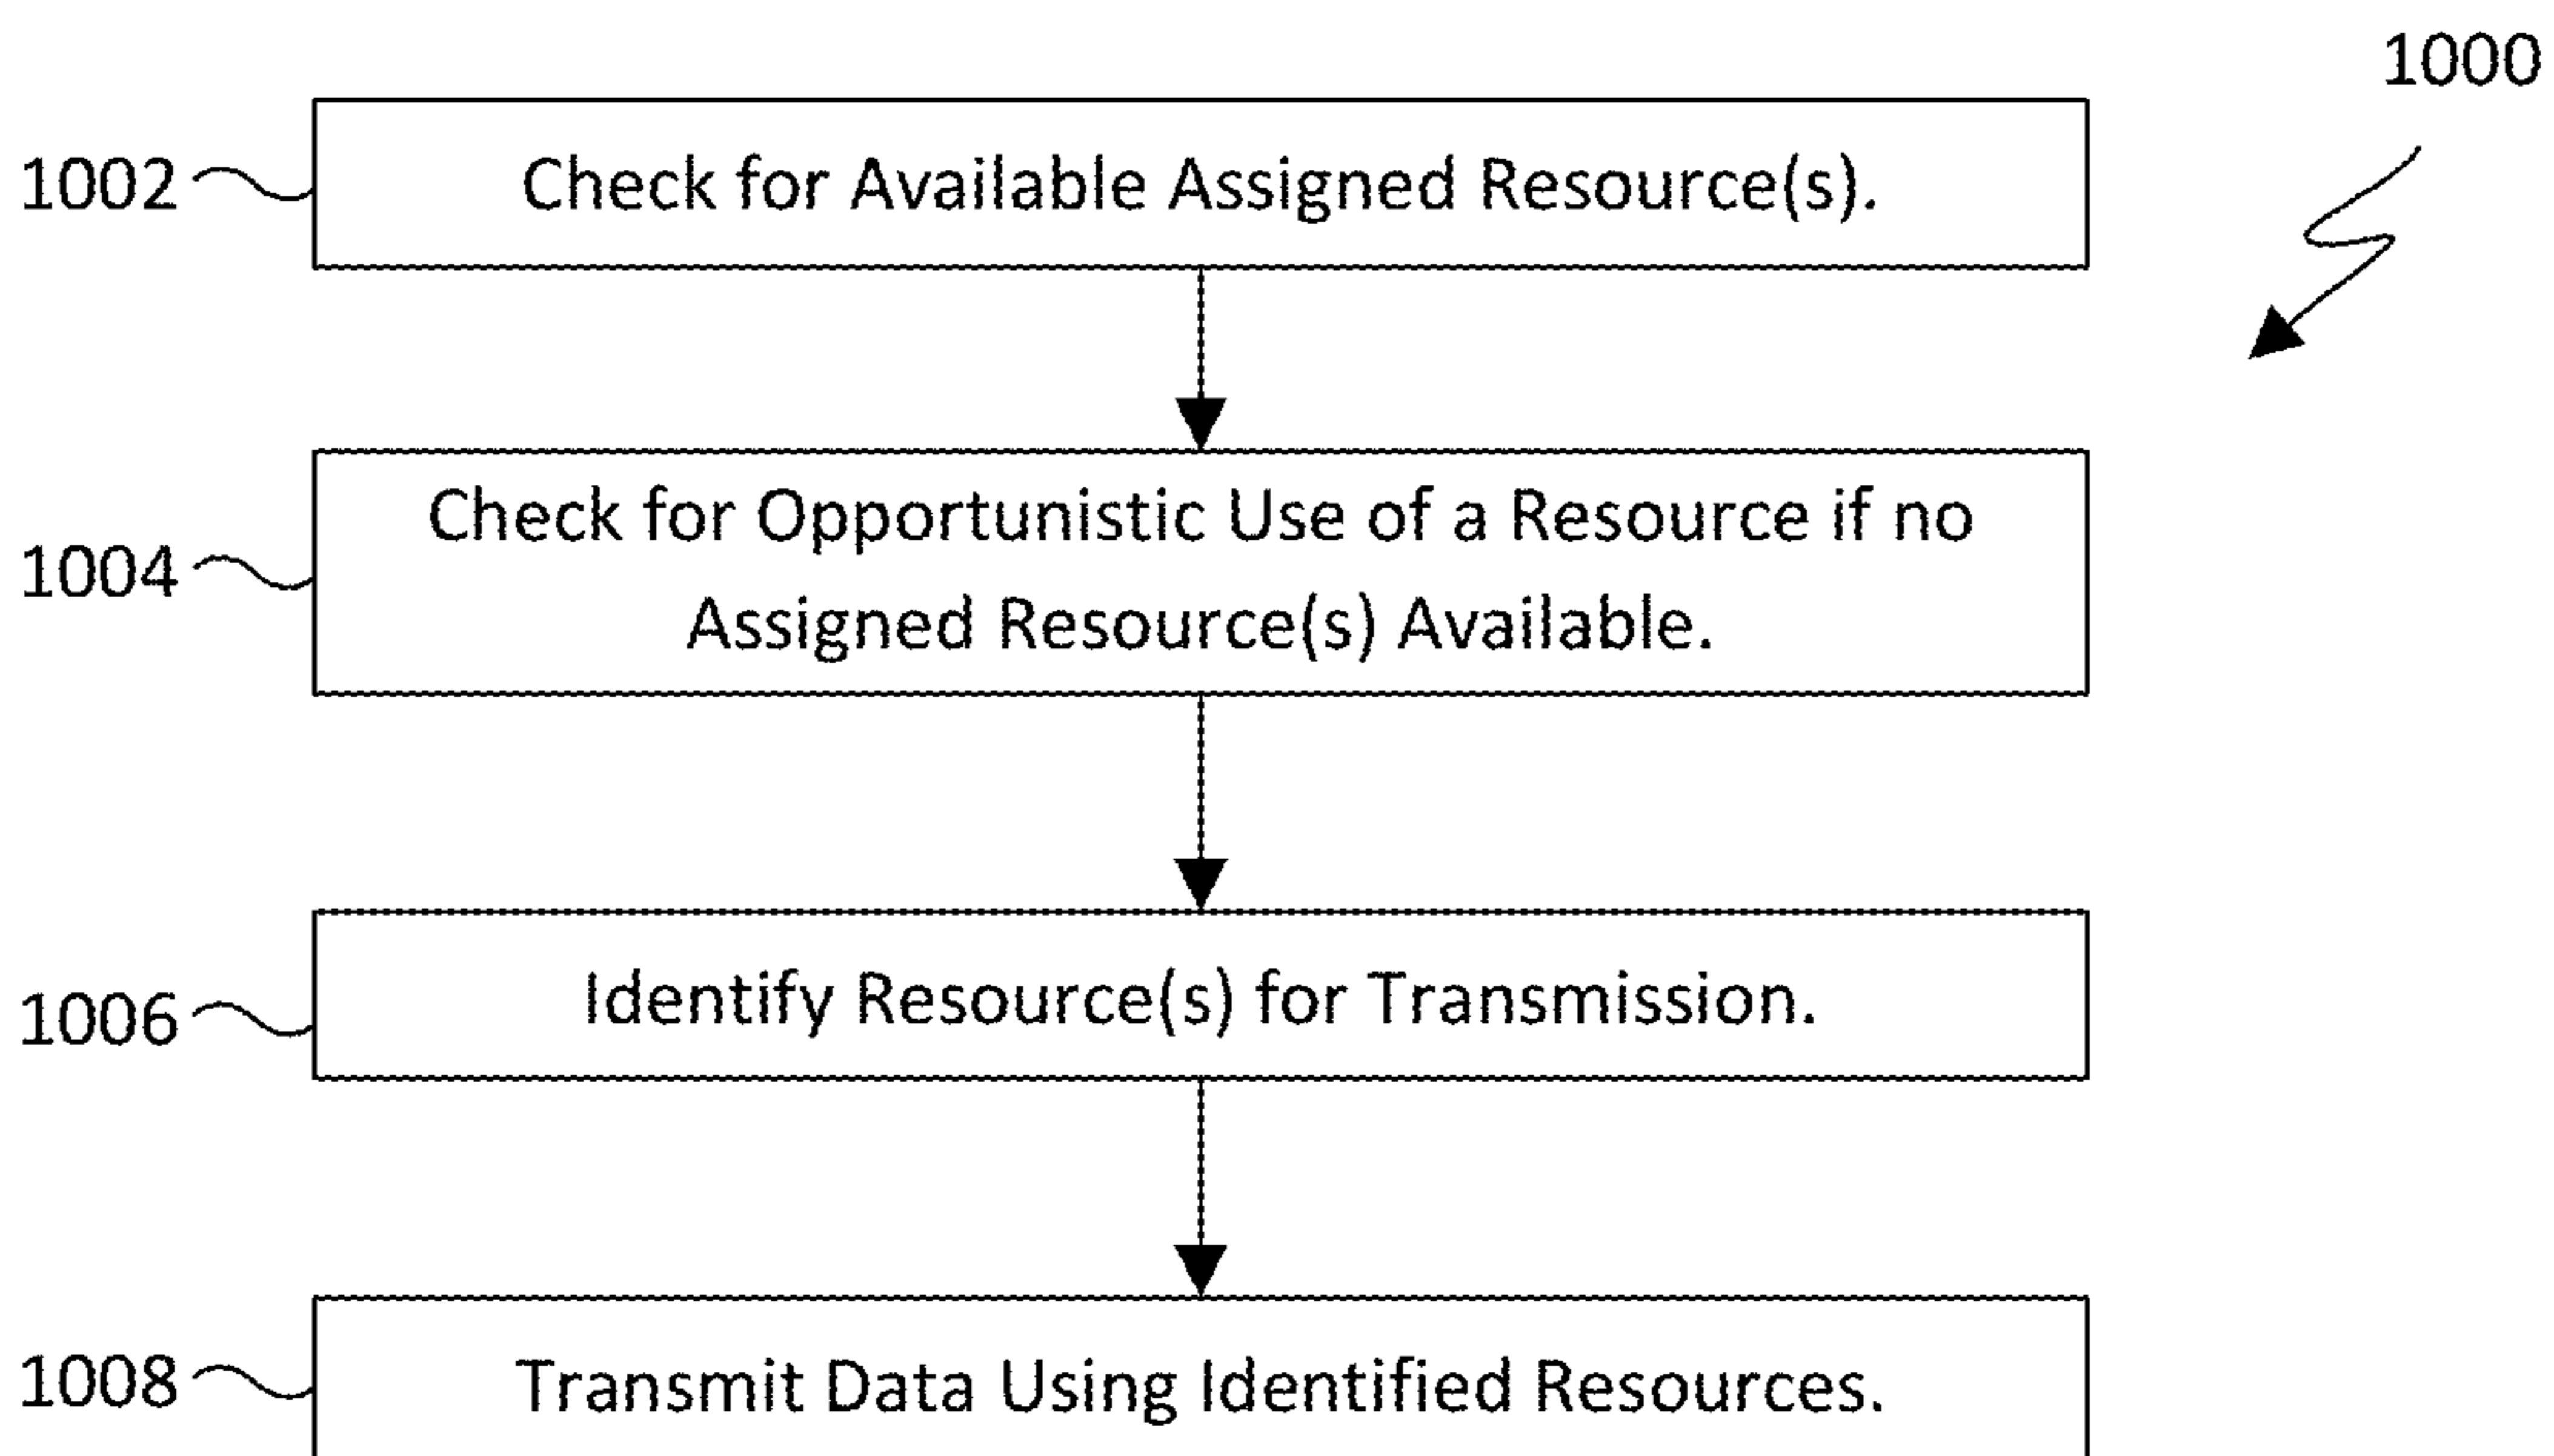 1000
1002
Check for Available Assigned Resource(s).
1004
Check for Opportunistic Use of a Resource if no
Assigned Resource(s) Available.
1006
Identify Resource(s) for Transmission.
1008
Transmit Data Using Identified Resources.